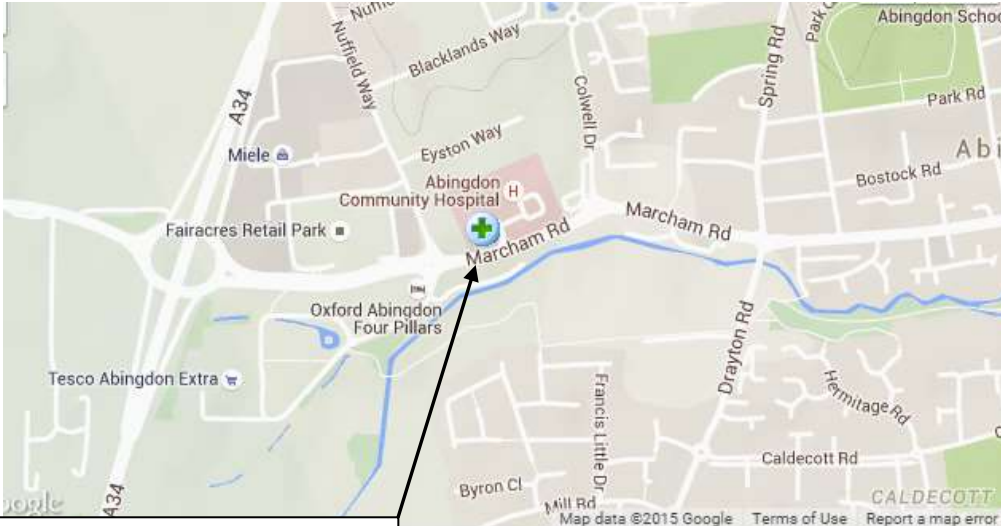 Nuffield Way
Blacklands Way
A34
Miele
Eyston Way
Colwell Dr
Spring Rd
Abingdon
Park Rd
Bostock Rd
Abingdon
Community Hospital
H
Fairacres Retail Park
Marcham Rd
Marcham Rd
Oxford Abingdon
Four Pillars
Drayton Rd
Tesco Abingdon Extra
Francis Little Dr
Hermitage Rd
Caldecott Rd
Byron Cl
Mill Rd
A34
CALDECOTT
Map data ©2015 Google
Terms of Use
Report a map error